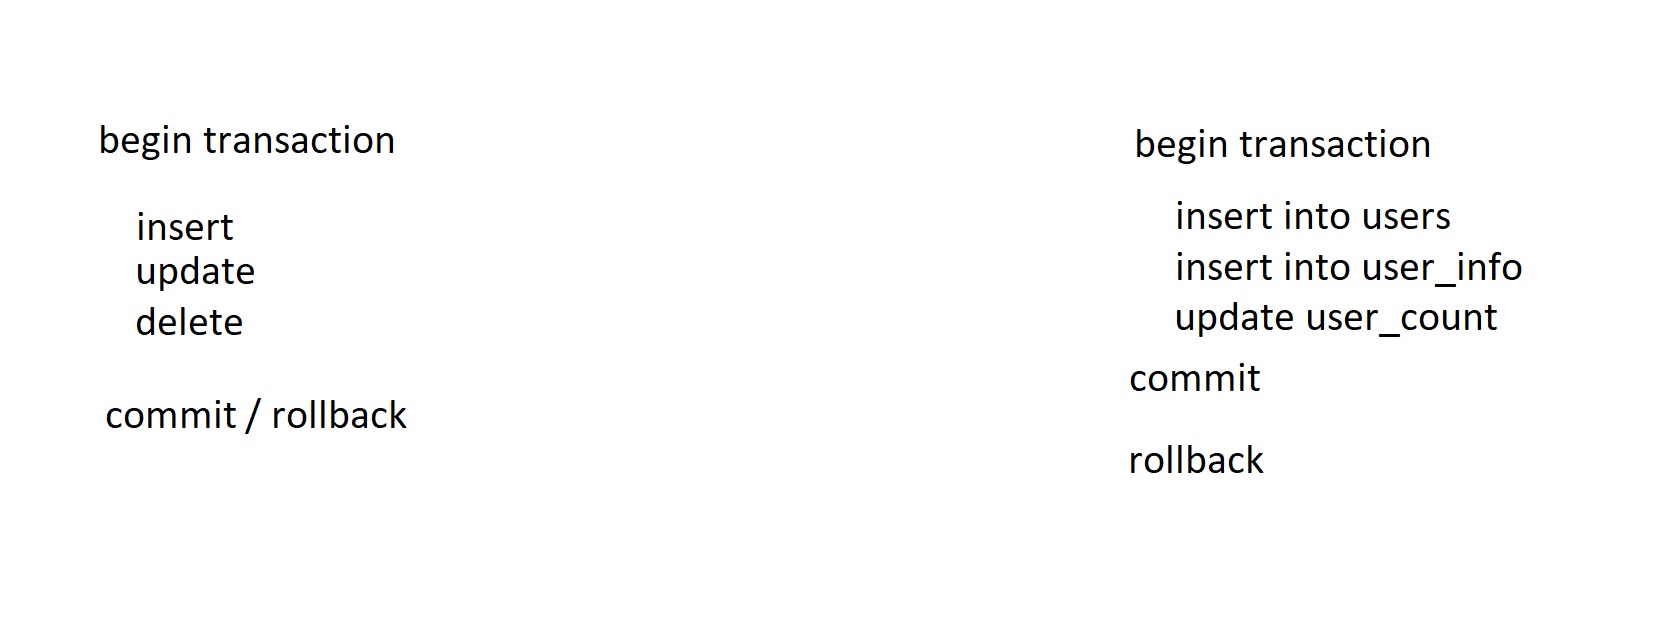 begin transaction
insert
update
delete
commit / rollback
begin transaction
insert into users
insert into user_info
update user_count
commit
rollback